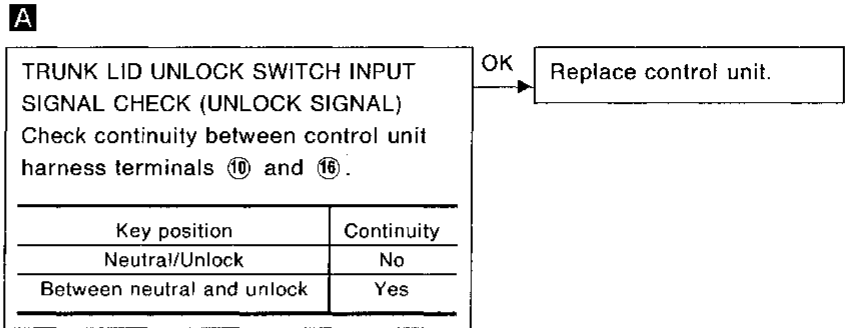 A
TRUNK LID UNLOCK SWITCH INPUT
SIGNAL CHECK (UNLOCK SIGNAL)
Check continuity between control unit
harness terminals ⑩ and ⑯.
OK
Replace control unit.
Key position Continuity
Neutral/Unlock No
Between neutral and unlock Yes